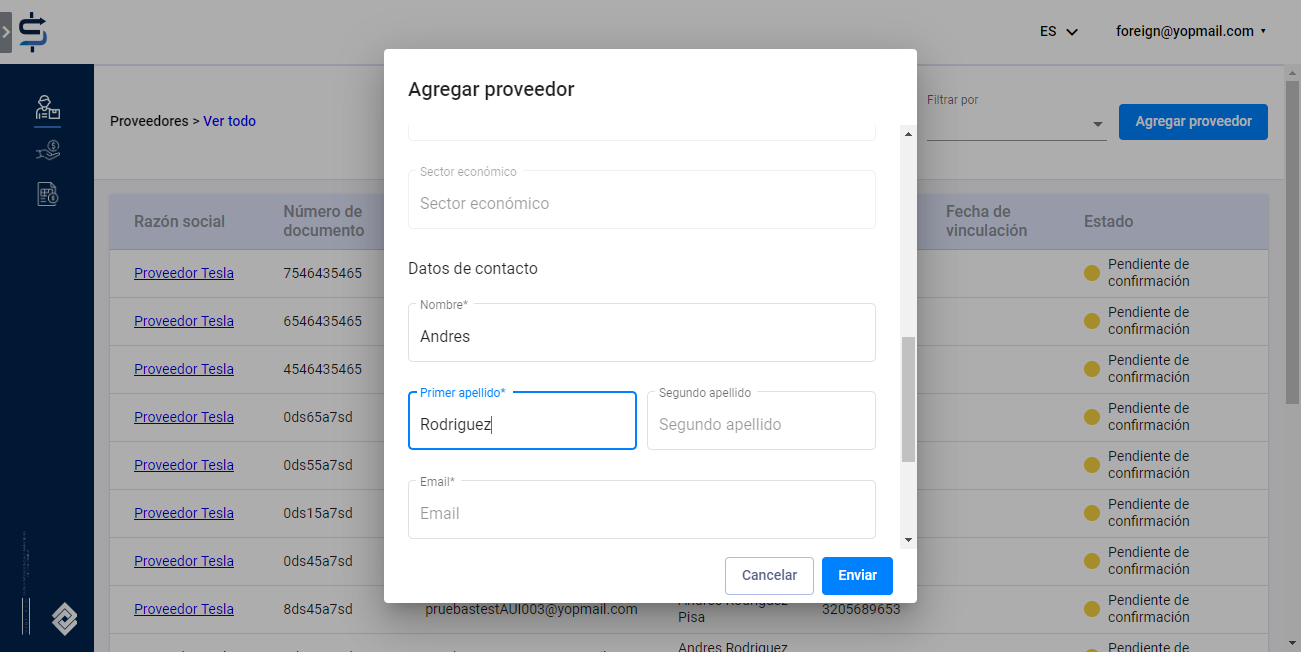 ES
foreign@yopmail.com
Agregar proveedor
Proveedores > Ver todo
Filtrar por
Agregar proveedor
Sector económico
Sector económico
Datos de contacto
Nombre*
Andres
Primer apellido*
Rodriguez
Segundo apellido
Segundo apellido
Email*
Email
Cancelar
Enviar
Razón social
Número de
documento
Fecha de
vinculación
Estado
Proveedor Tesla
7546435465
Pendiente de
confirmación
Proveedor Tesla
6546435465
Pendiente de
confirmación
Proveedor Tesla
4546435465
Pendiente de
confirmación
Proveedor Tesla
0ds65a7sd
Pendiente de
confirmación
Proveedor Tesla
0ds55a7sd
Pendiente de
confirmación
Proveedor Tesla
0ds15a7sd
Pendiente de
confirmación
Proveedor Tesla
0ds45a7sd
Pendiente de
confirmación
Proveedor Tesla
8ds45a7sd
pruebastestAUI003@yopmail.com
Andres Rodriguez
Pisa
3205689653
Pendiente de
confirmación
Andres Rodriguez
Pendiente de